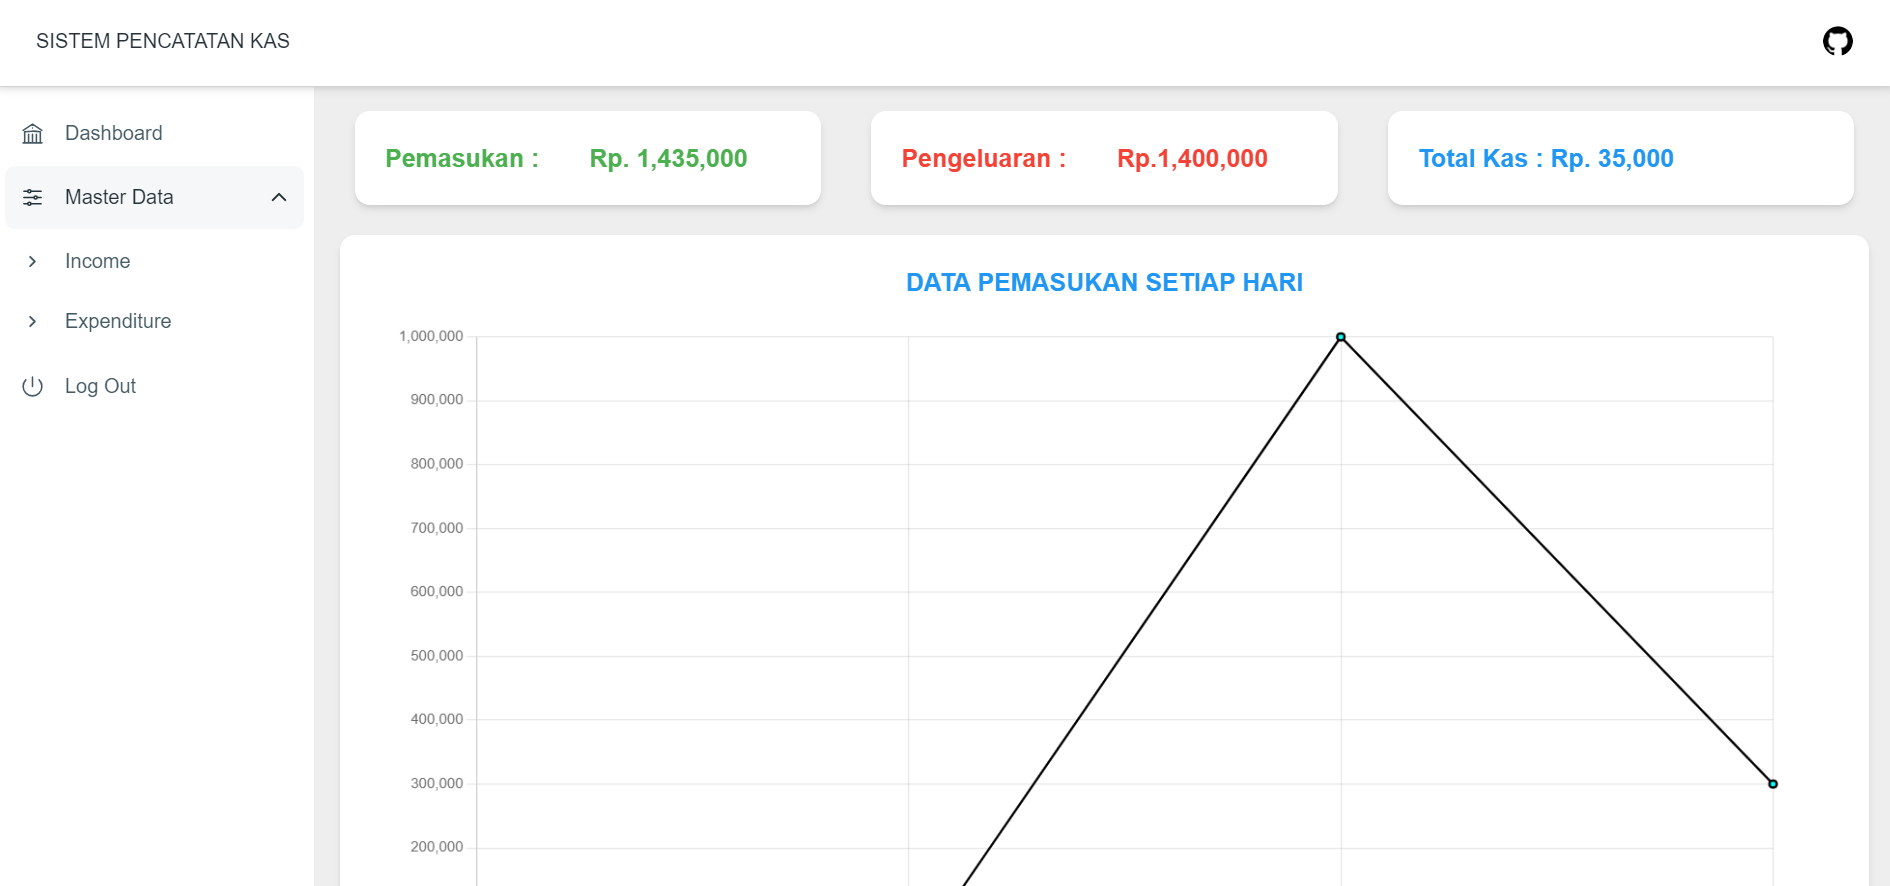 SISTEM PENCATATAN KAS
Dashboard
Master Data
Income
Expenditure
Log Out
Pemasukan : Rp. 1,435,000
Pengeluaran : Rp.1,400,000
Total Kas : Rp. 35,000
DATA PEMASUKAN SETIAP HARI
1,000,000
900,000
800,000
700,000
600,000
500,000
400,000
300,000
200,000